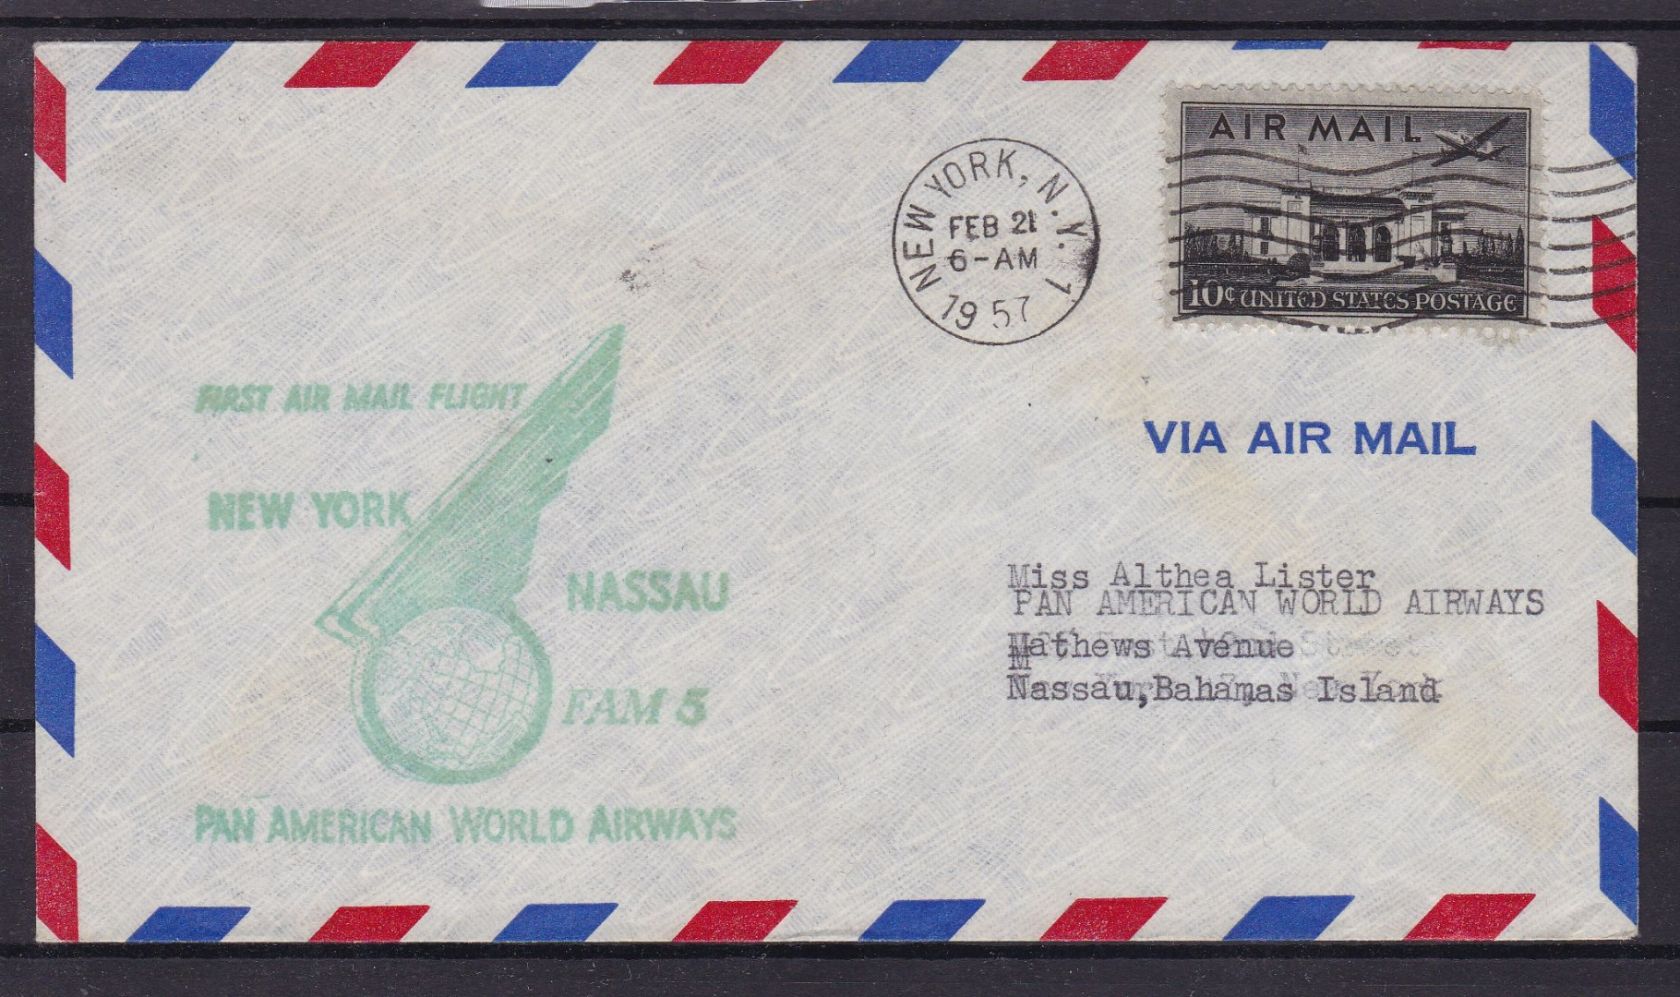 AIR MAIL
10¢ UNITED STATES POSTAGE
NEW YORK, N.Y. 1
FEB 21
6-AM
1957
VIA AIR MAIL
FIRST AIR MAIL FLIGHT
NEW YORK
NASSAU
FAM 5
PAN AMERICAN WORLD AIRWAYS
Miss Althea Lister
PAN AMERICAN WORLD AIRWAYS
Mathews Avenue
M
Nassau,Bahamas Island